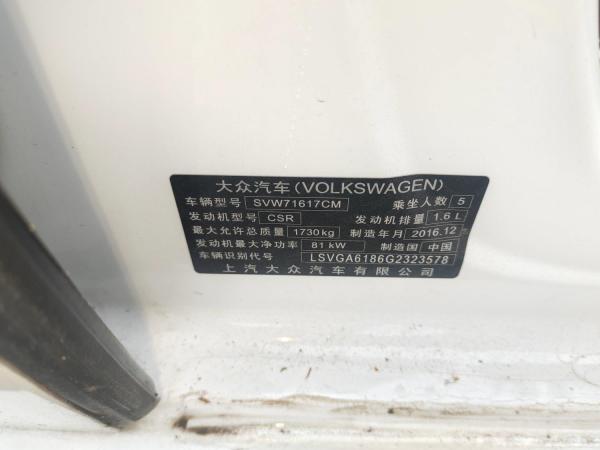 大众汽车(VOLKSWAGEN)
车辆型号 SVW71617CM 乘坐人数 5
发动机型号 CSR 发动机排量 1.6 L
最大允许总质量 1730kg 制造年月 2016.12
发动机最大净功率 81 kW 制造国 中国
车辆识别代号 LSVGA6186G2323578
上汽大众汽车有限公司